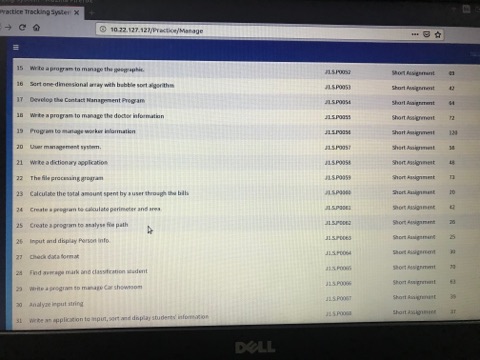 Practice Tracking System
10.22.127.127/Practice/Manage
15 Write a program to manage the geographic. J1.S.P0052 Short Assignment
16 Sort one-dimensional array with bubble sort algorithm J1.S.P0053 Short Assignment 42
17 Develop the Contact Management Program J1.S.P0054 Short Assignment
18 Write a program to manage the doctor information J1.S.P0055 Short Assignment 72
19 Program to manage worker information J1.S.P0056 Short Assignment 120
20 User management system. J1.S.P0057 Short Assignment
21 Write a dictionary application J1.S.P0058 Short Assignment 48
22 The file processing program J1.S.P0059 Short Assignment 73
23 Calculate the total amount spent by a user through the bills J1.S.P0060 Short Assignment
24 Create a program to calculate perimeter and area J1.S.P0061 Short Assignment 62
25 Create a program to analyse file path J1.S.P0062 Short Assignment
26 Input and display Person Info. J1.S.P0063 Short Assignment 25
27 Check data format J1.S.P0064 Short Assignment
28 Find average mark and classification student J1.S.P0065 Short Assignment
29 Write a program to manage Car showroom J1.S.P0066 Short Assignment
30 Analyze input string J1.S.P0067 Short Assignment
31 Write an application to input, sort and display students' information J1.S.P0068 Short Assignment
DELL